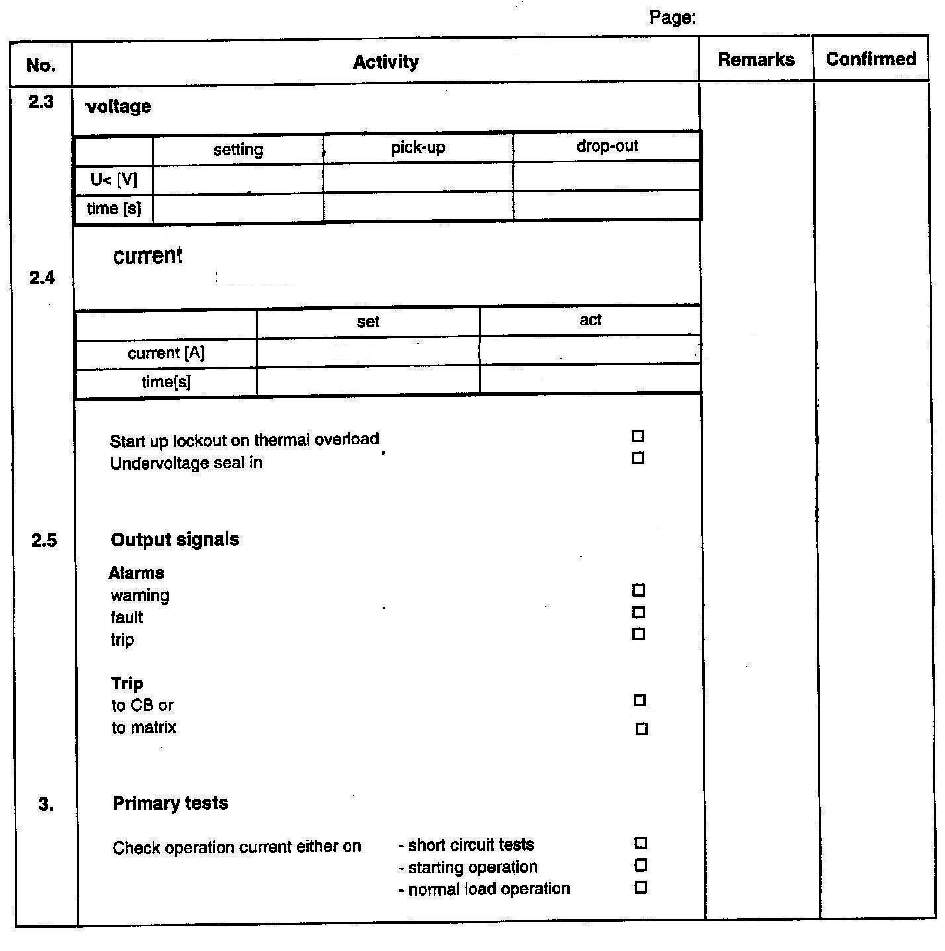 Page:
No. Activity Remarks Confirmed
2.3 voltage
setting pick-up drop-out
U< [V]
time [s]
current
2.4
set act
current [A]
time[s]
Start up lockout on thermal overload
Undervoltage seal in
2.5 Output signals
Alarms
warning
fault
trip
Trip
to CB or
to matrix
3. Primary tests
Check operation current either on - short circuit tests
- starting operation
- normal load operation